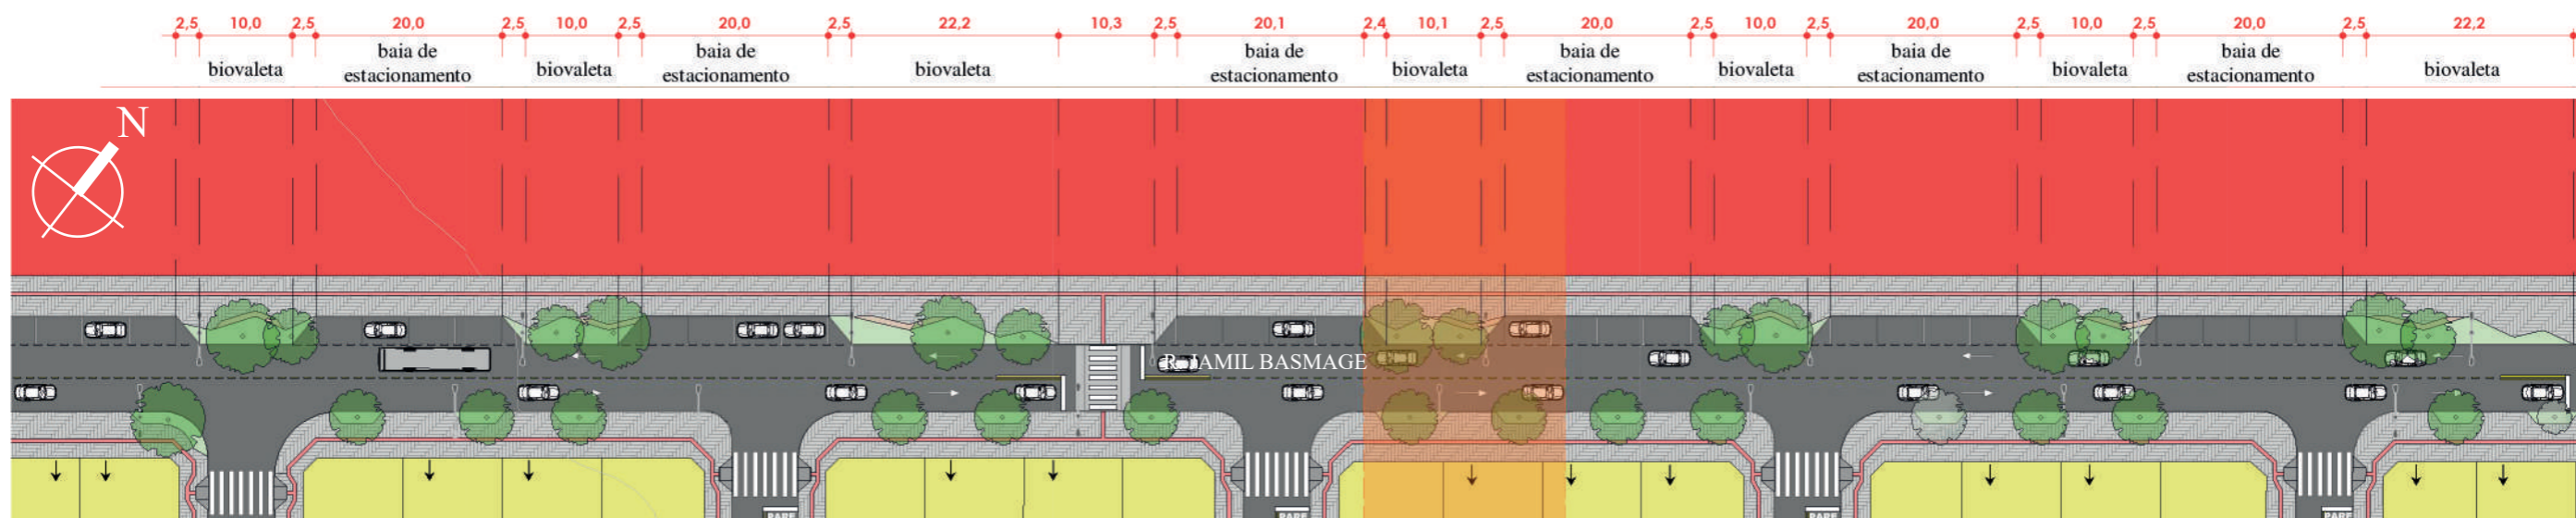 2,5 10,0 2,5 20,0 2,5 10,0 2,5 20,0 2,5 22,2 10,3 2,5 20,1 2,4 10,1 2,5 20,0 2,5 10,0 2,5 20,0 2,5 10,0 2,5 20,0 2,5 22,2
biovaleta
baia de
estacionamento
biovaleta
baia de
estacionamento
biovaleta
baia de
estacionamento
biovaleta
baia de
estacionamento
biovaleta
baia de
estacionamento
biovaleta
baia de
estacionamento
biovaleta
N
R. JAMIL BASMAGE
PARE
PARE
PARE
PARE